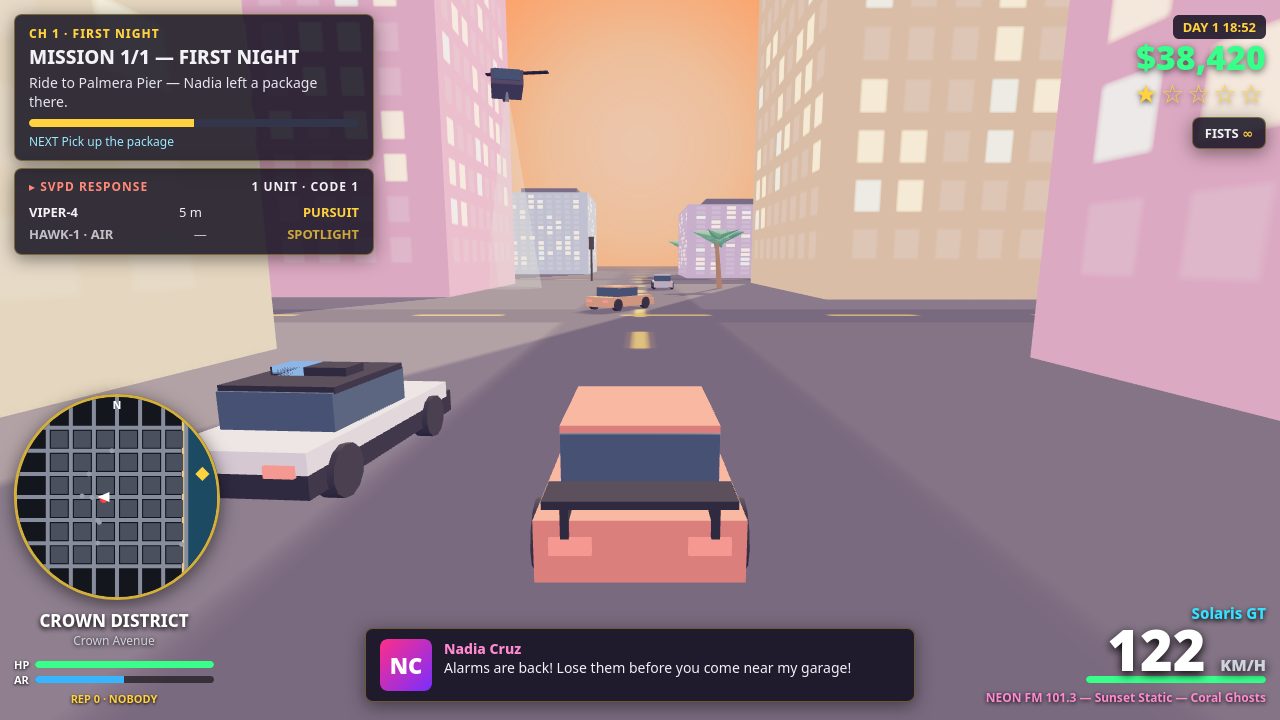 CH 1 · FIRST NIGHT
MISSION 1/1 — FIRST NIGHT
Ride to Palmera Pier — Nadia left a package
there.
NEXT Pick up the package
▸ SVPD RESPONSE 1 UNIT · CODE 1
VIPER-4 5 m PURSUIT
HAWK-1 · AIR — SPOTLIGHT
DAY 1 18:52
$38,420
★☆☆☆☆
FISTS ∞
N
CROWN DISTRICT
Crown Avenue
HP
AR
REP 0 · NOBODY
NC
Nadia Cruz
Alarms are back! Lose them before you come near my garage!
Solaris GT
122 KM/H
NEON FM 101.3 — Sunset Static — Coral Ghosts